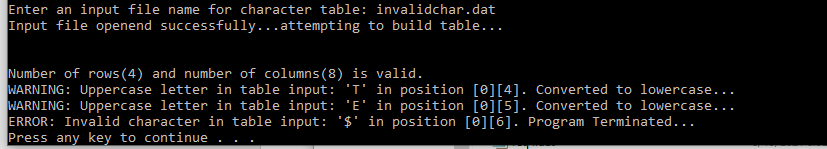 Enter an input file name for character table: invalidchar.dat
Input file openend successfully...attempting to build table...
Number of rows(4) and number of columns(8) is valid.
WARNING: Uppercase letter in table input: 'T' in position [0][4]. Converted to lowercase...
WARNING: Uppercase letter in table input: 'E' in position [0][5]. Converted to lowercase...
ERROR: Invalid character in table input: '$' in position [0][6]. Program Terminated...
Press any key to continue . . .